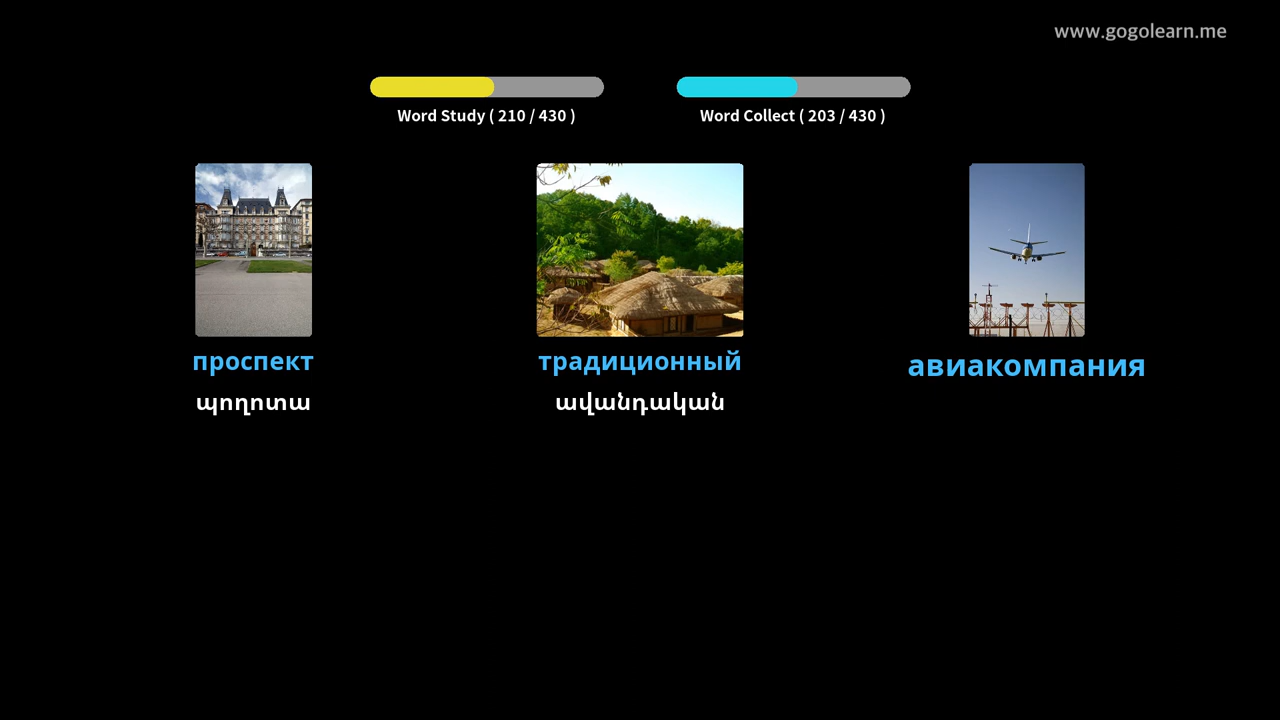 www.gogolearn.me
Word Study ( 210 / 430 )
Word Collect ( 203 / 430 )
проспект
պողոտա
традиционный
ավանդական
авиакомпания